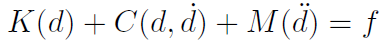 K(d) + C(d, ḋ) + M(d̈) = f